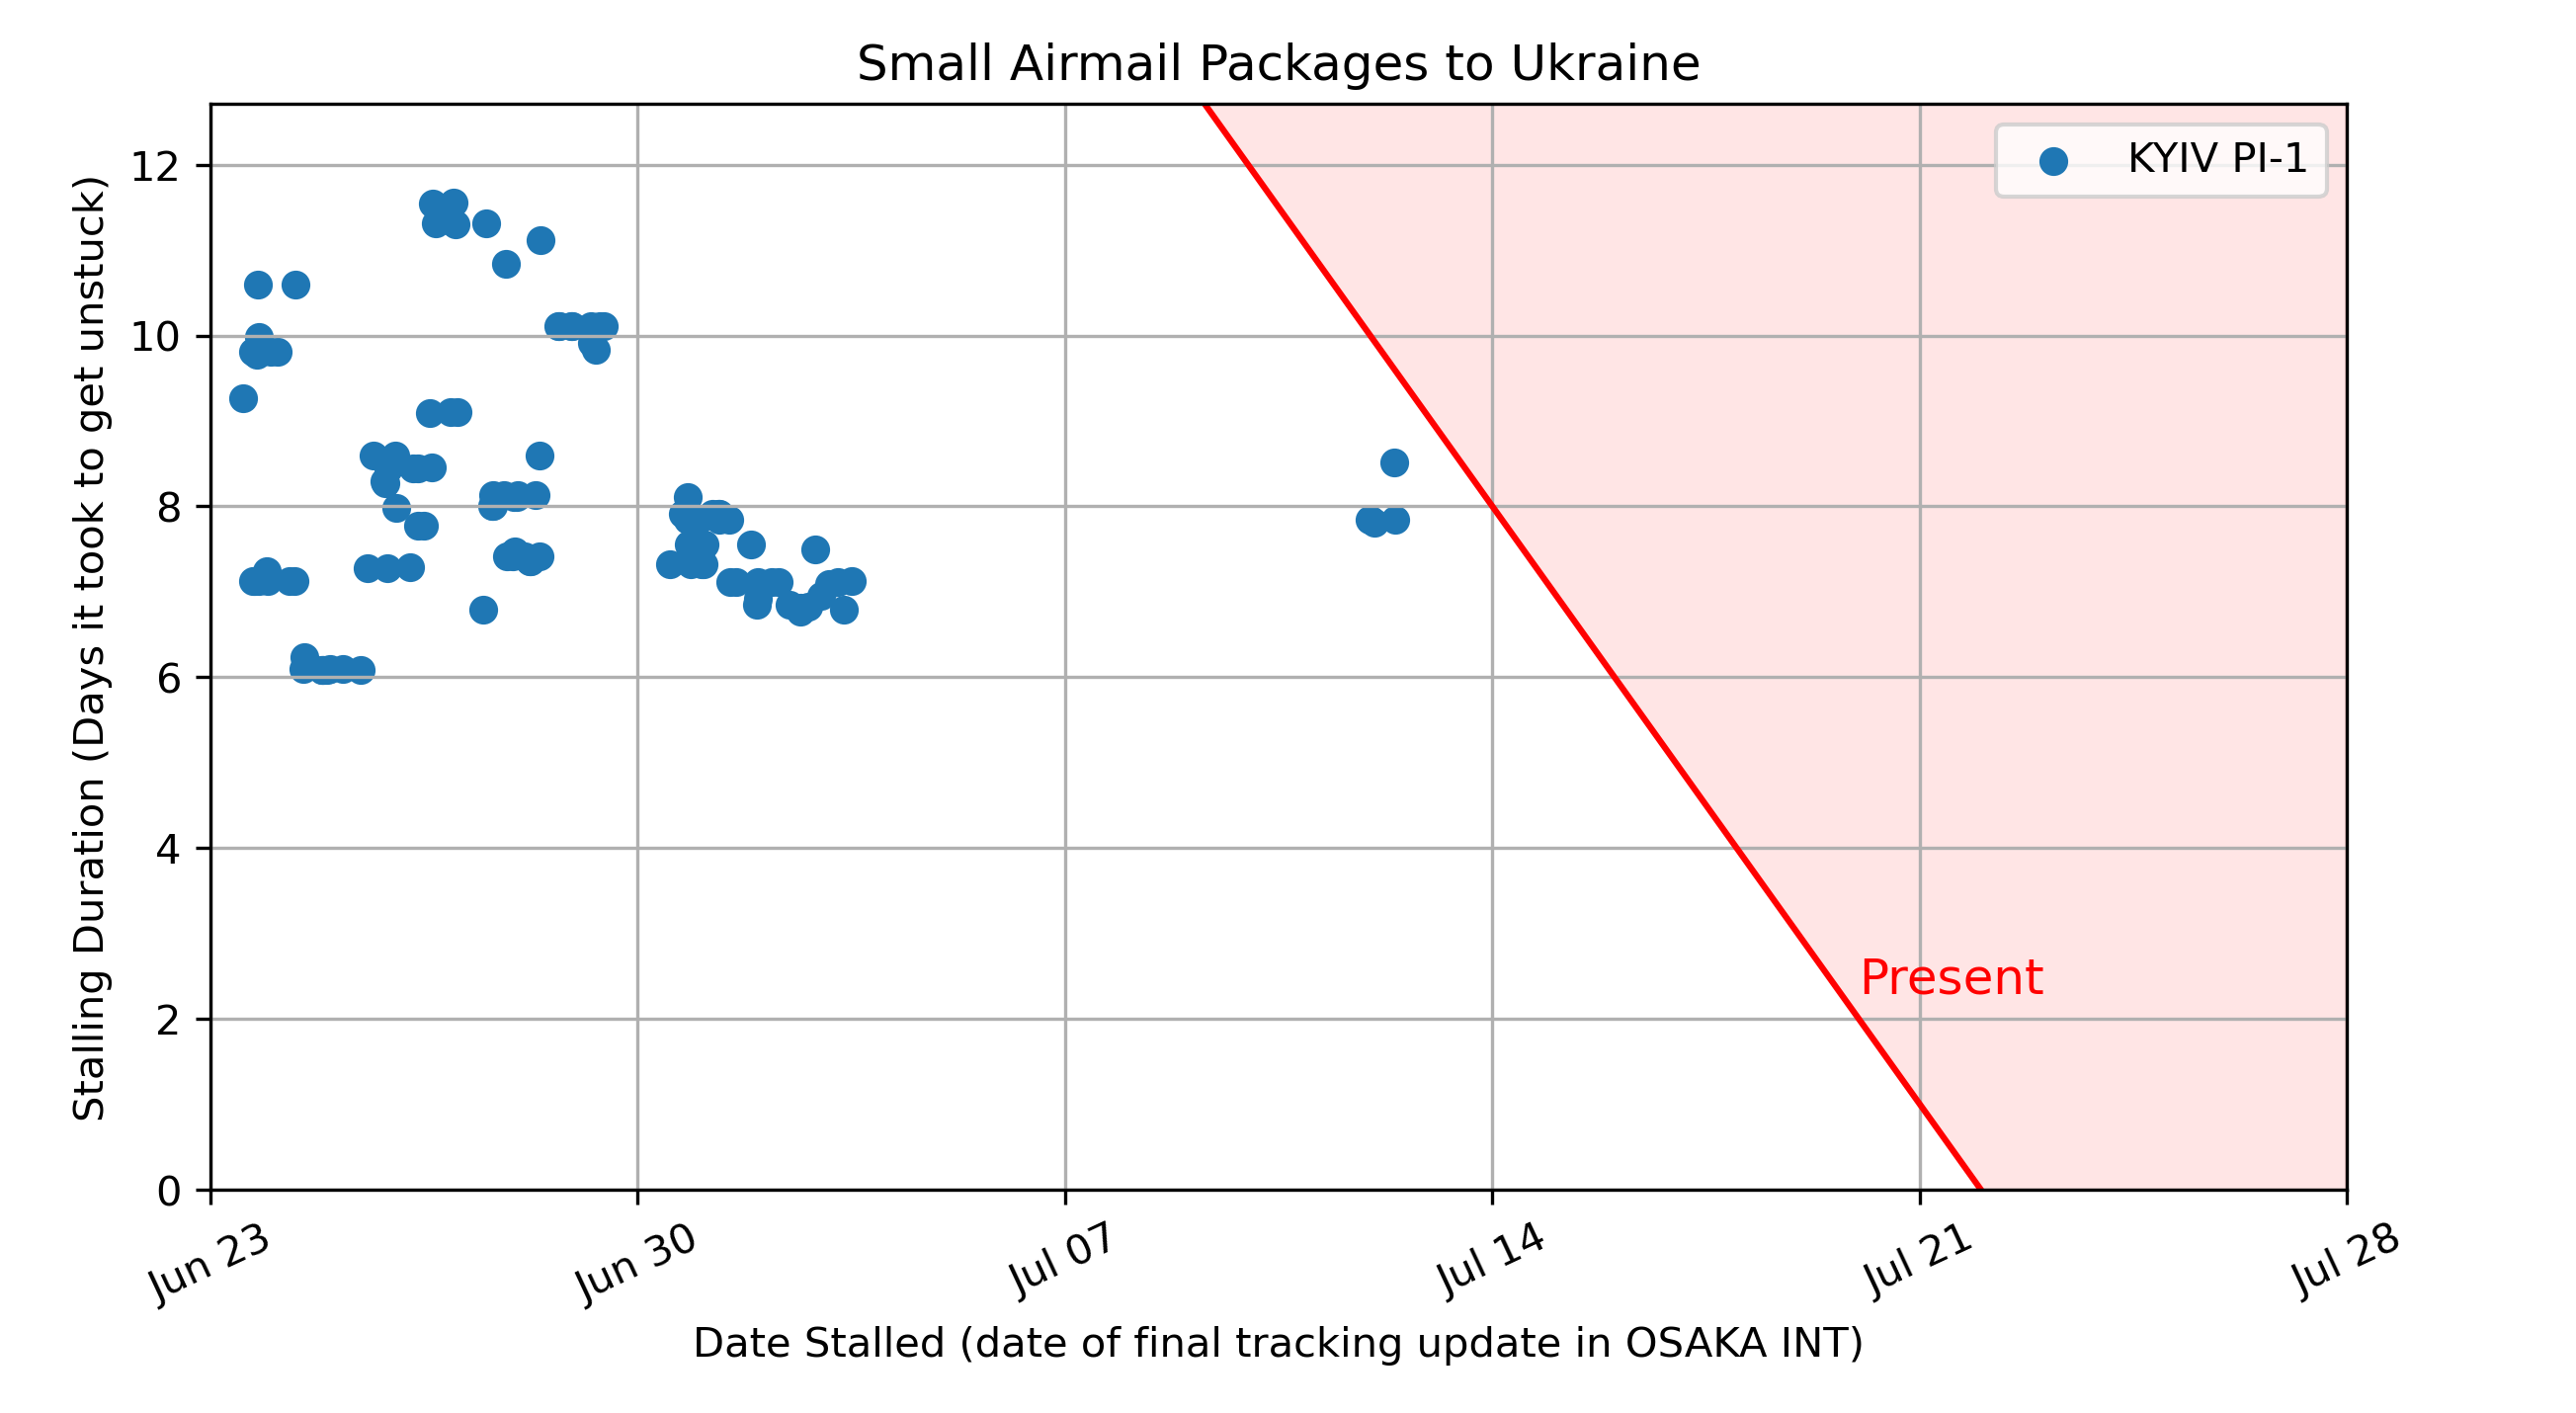 Small Airmail Packages to Ukraine
KYIV PI-1
Stalling Duration (Days it took to get unstuck)
12
10
8
6
4
2
0
Present
Jun 23
Jun 30
Jul 07
Jul 14
Jul 21
Jul 28
Date Stalled (date of final tracking update in OSAKA INT)